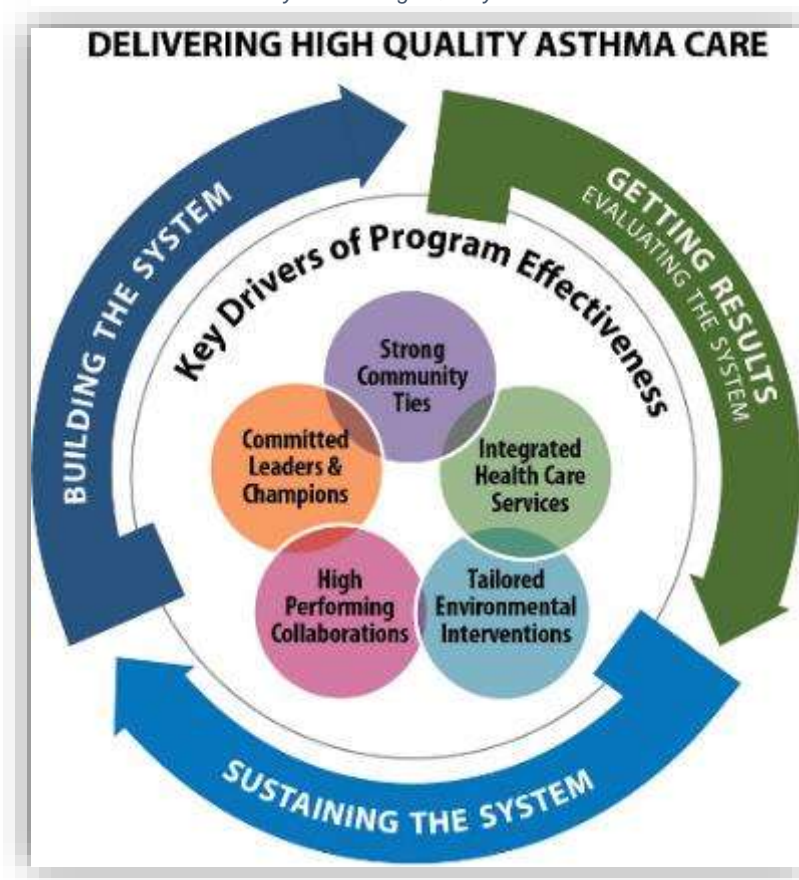 DELIVERING HIGH QUALITY ASTHMA CARE
BUILDING THE SYSTEM
GETTING RESULTS
EVALUATING THE SYSTEM
Key Drivers of Program Effectiveness
Strong
Community
Ties
Committed
Leaders &
Champions
Integrated
Health Care
Services
High
Performing
Collaborations
Tailored
Environmental
Interventions
SUSTAINING THE SYSTEM